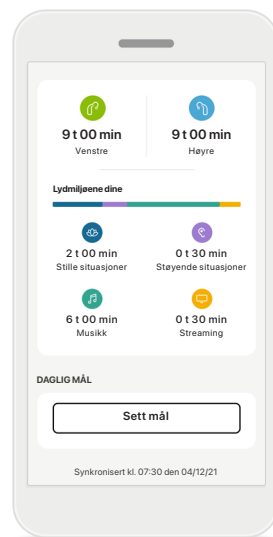 9 t 00 min 9 t 00 min
Venstre Høyre
Lydmiljøene dine
2 t 00 min 0 t 30 min
Stille situasjoner Støyende situasjoner
6 t 00 min 0 t 30 min
Musikk Streaming
DAGLIG MÅL
Sett mål
Synkronisert kl. 07:30 den 04/12/21